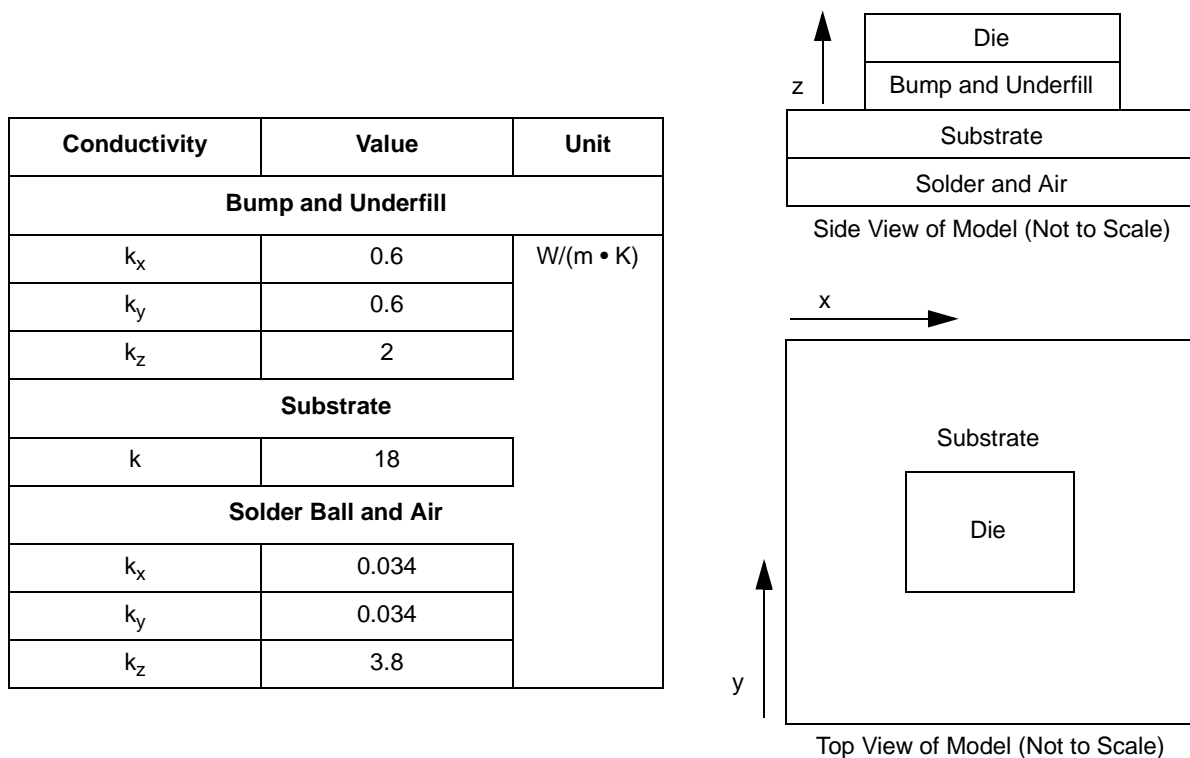 Conductivity Value Unit
Bump and Underfill
kx 0.6 W/(m • K)
ky 0.6
kz 2
Substrate
k 18
Solder Ball and Air
kx 0.034
ky 0.034
kz 3.8
z
Die
Bump and Underfill
Substrate
Solder and Air
Side View of Model (Not to Scale)
x
Substrate
Die
y
Top View of Model (Not to Scale)